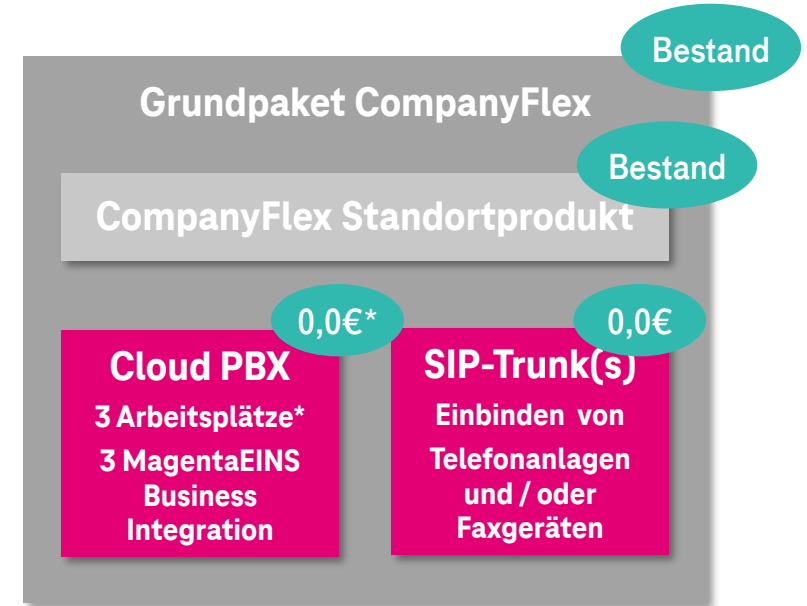 Bestand
Grundpaket CompanyFlex
Bestand
CompanyFlex Standortprodukt
0,0€*
Cloud PBX
3 Arbeitsplätze*
3 MagentaEINS
Business
Integration
0,0€
SIP-Trunk(s)
Einbinden von
Telefonanlagen
und / oder
Faxgeräten